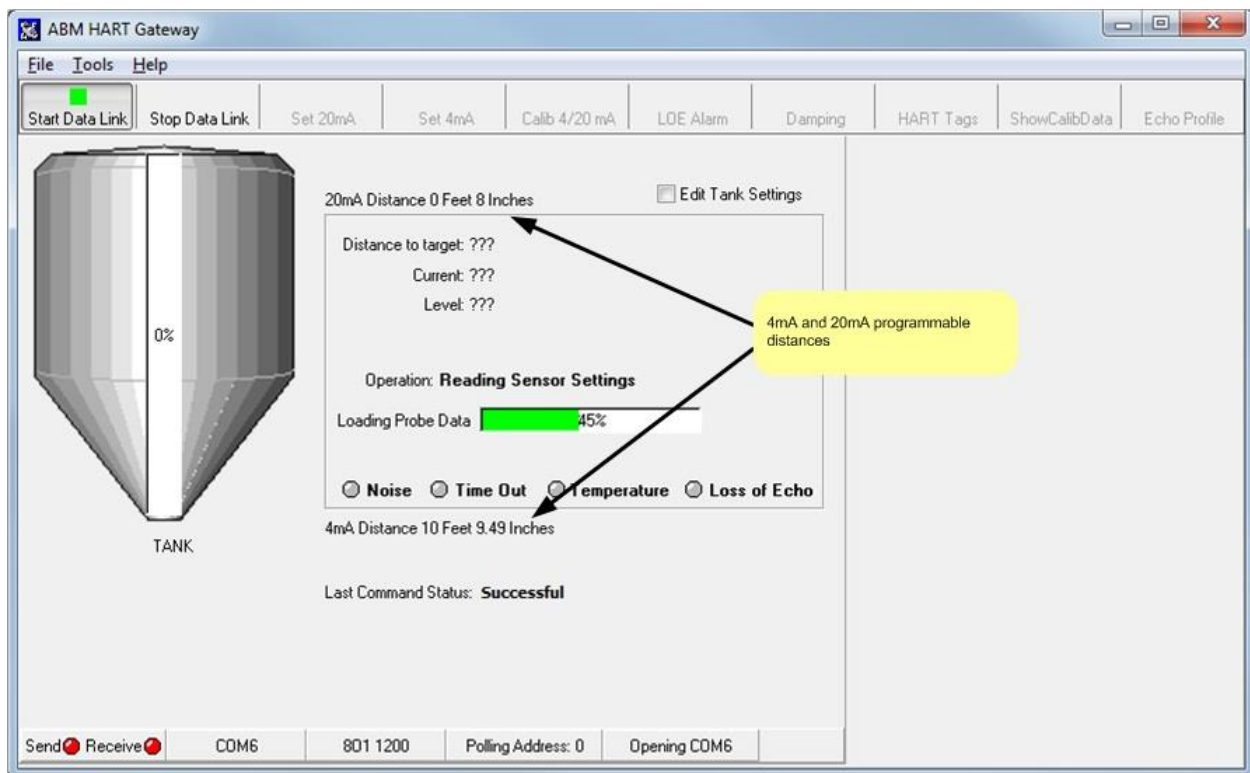 ABM HART Gateway
File Tools Help
Start Data Link Stop Data Link Set 20mA Set 4mA Calib 4/20 mA LOE Alarm Damping HART Tags ShowCalibData Echo Profile
20mA Distance 0 Feet 8 Inches
Edit Tank Settings
Distance to target: ???
Current: ???
Level: ???
4mA and 20mA programmable
distances
0%
Operation: Reading Sensor Settings
Loading Probe Data 45%
Noise Time Out Temperature Loss of Echo
4mA Distance 10 Feet 9.49 Inches
TANK
Last Command Status: Successful
Send Receive COM6 8O1 1200 Polling Address: 0 Opening COM6